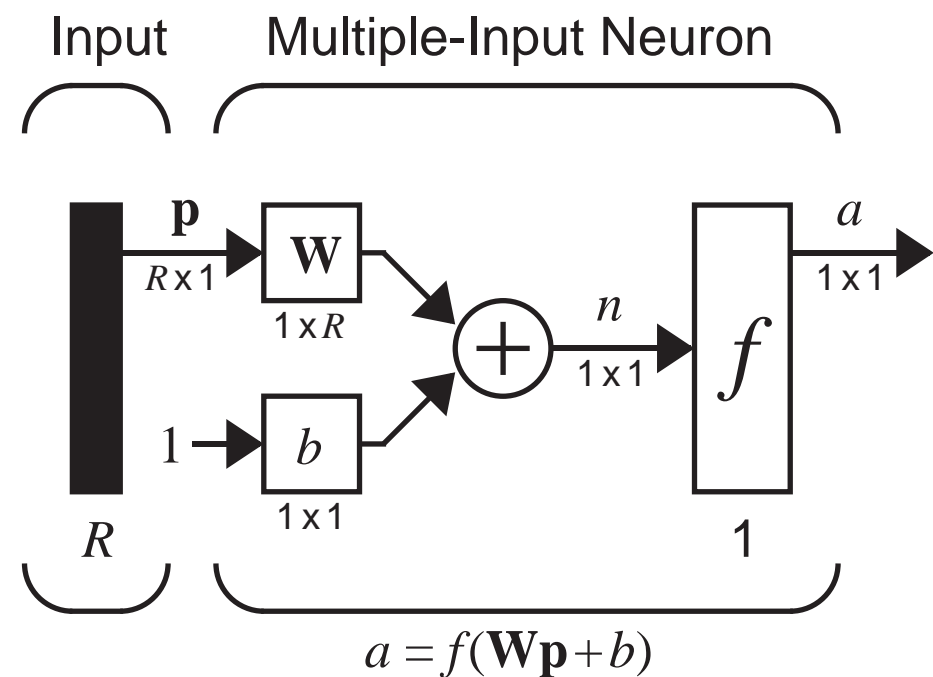 Input Multiple-Input Neuron
p a
R x 1 W 1 x 1
1 x R n
f
1 x 1
1 b
1 x 1
R 1
a = f(Wp + b)